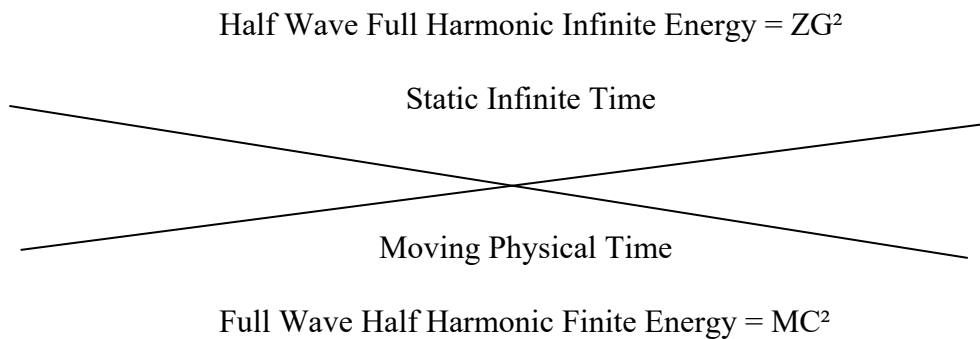 Half Wave Full Harmonic Infinite Energy = ZG²
Static Infinite Time
Moving Physical Time
Full Wave Half Harmonic Finite Energy = MC²